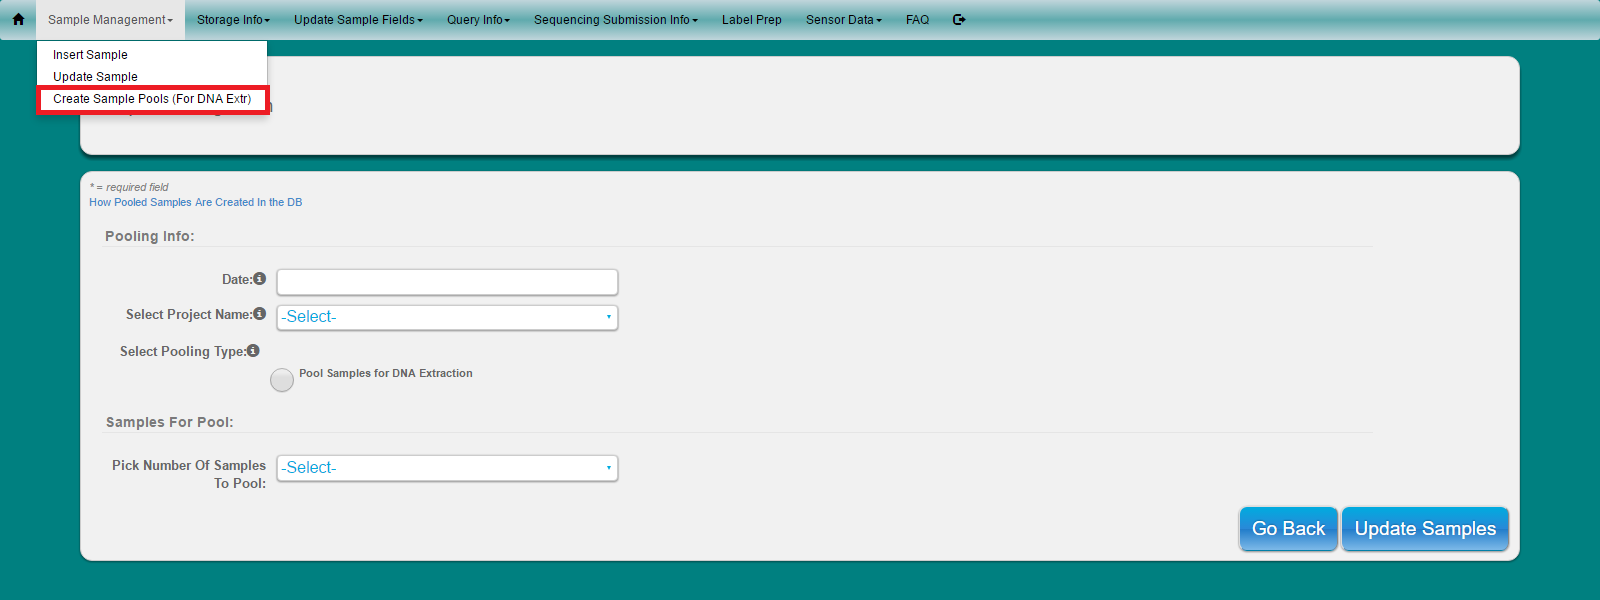 Sample Management Storage Info Update Sample Fields Query Info Sequencing Submission Info Label Prep Sensor Data FAQ
Insert Sample
Update Sample
Create Sample Pools (For DNA Extr)
* = required field
How Pooled Samples Are Created In the DB
Pooling Info:
Date:
Select Project Name: -Select-
Select Pooling Type:
Pool Samples for DNA Extraction
Samples For Pool:
Pick Number Of Samples
To Pool: -Select-
Go Back Update Samples